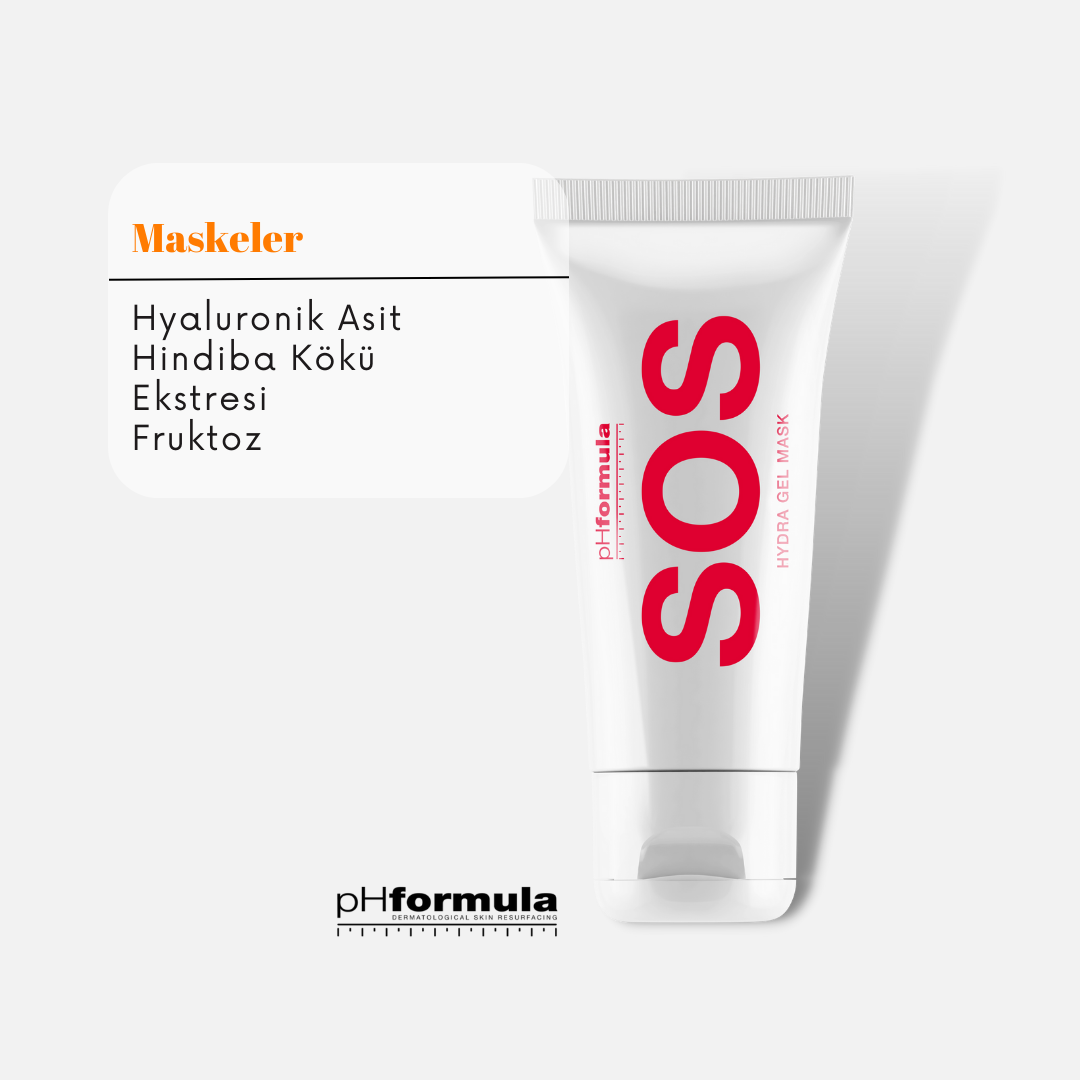 Maskeler
Hyaluronik Asit
Hindiba Kökü
Ekstresi
Fruktoz
pHformula
SOS
HYDRA GEL MASK
pHformula
DERMATOLOGICAL SKIN RESURFACING